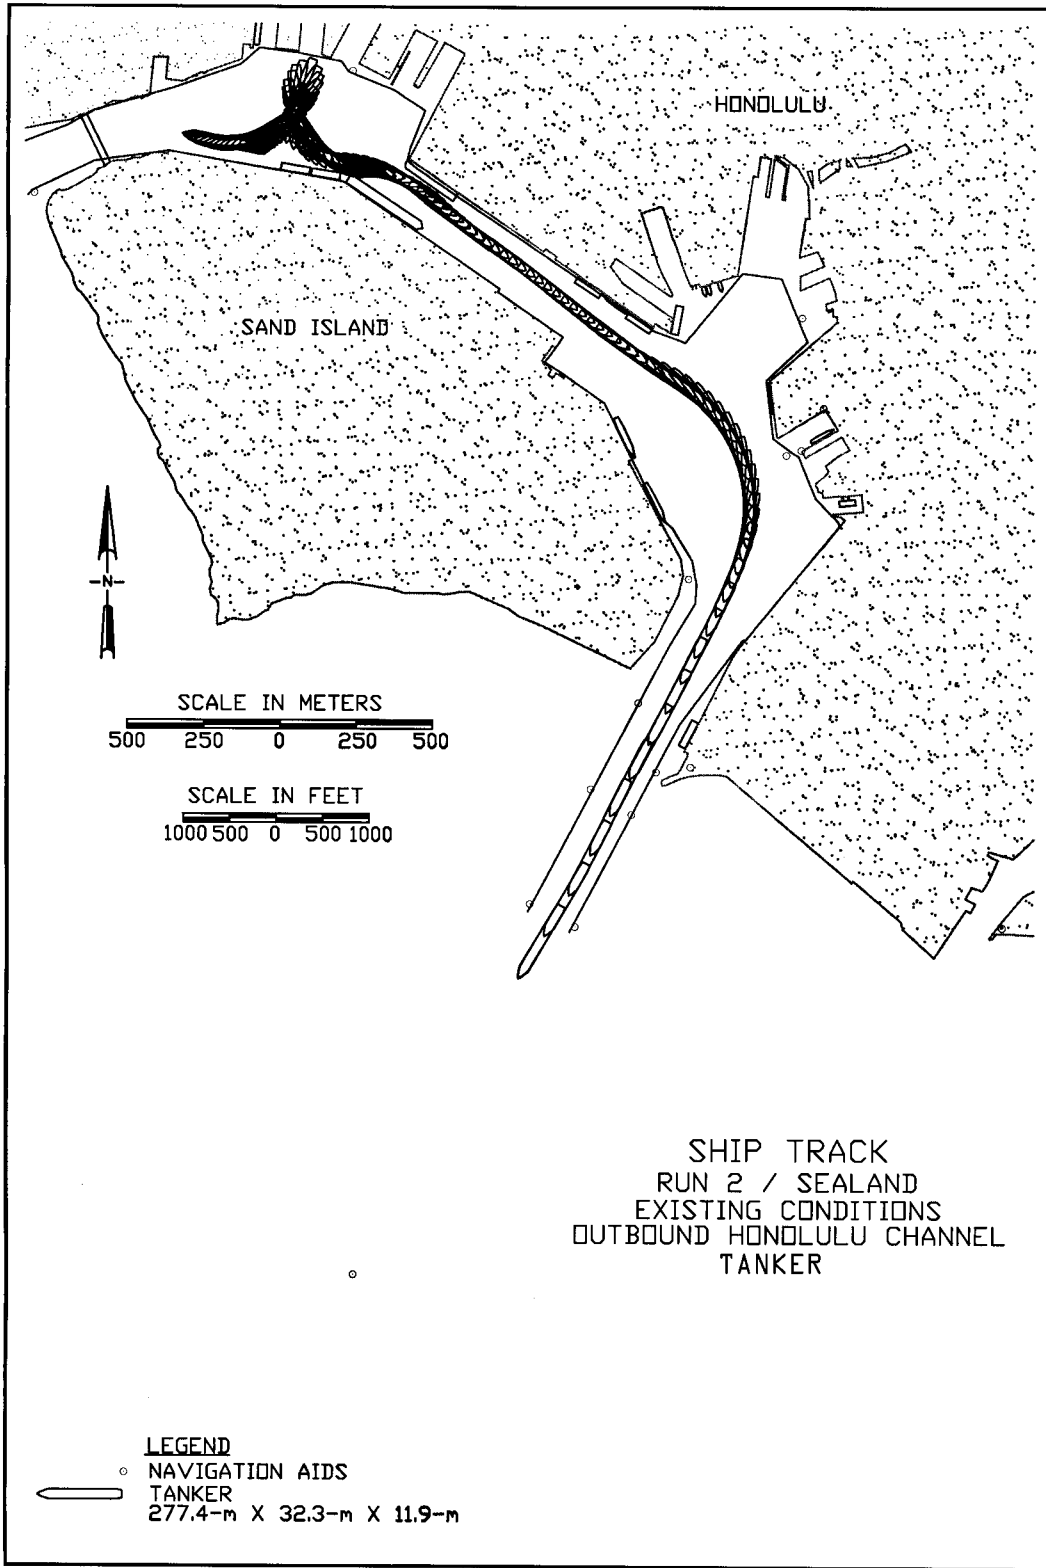 HONOLULU
SAND ISLAND
N
SCALE IN METERS
500 250 0 250 500
SCALE IN FEET
1000 500 0 500 1000
SHIP TRACK
RUN 2 / SEALAND
EXISTING CONDITIONS
OUTBOUND HONOLULU CHANNEL
TANKER
LEGEND
NAVIGATION AIDS
TANKER
277.4-m X 32.3-m X 11.9-m